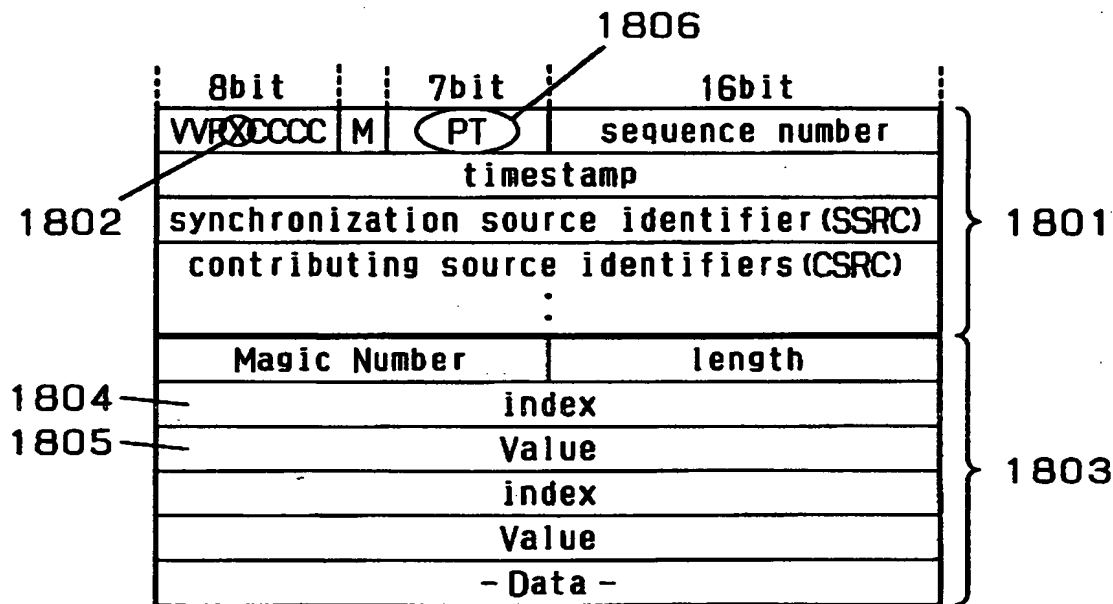 1806
8bit 7bit 16bit
VVPXCCCC M PT sequence number
timestamp
1802 synchronization source identifier(SSRC) 1801
contributing source identifiers(CSRC)
:
Magic Number length
1804 index
1805 Value 1803
index
Value
-Data-